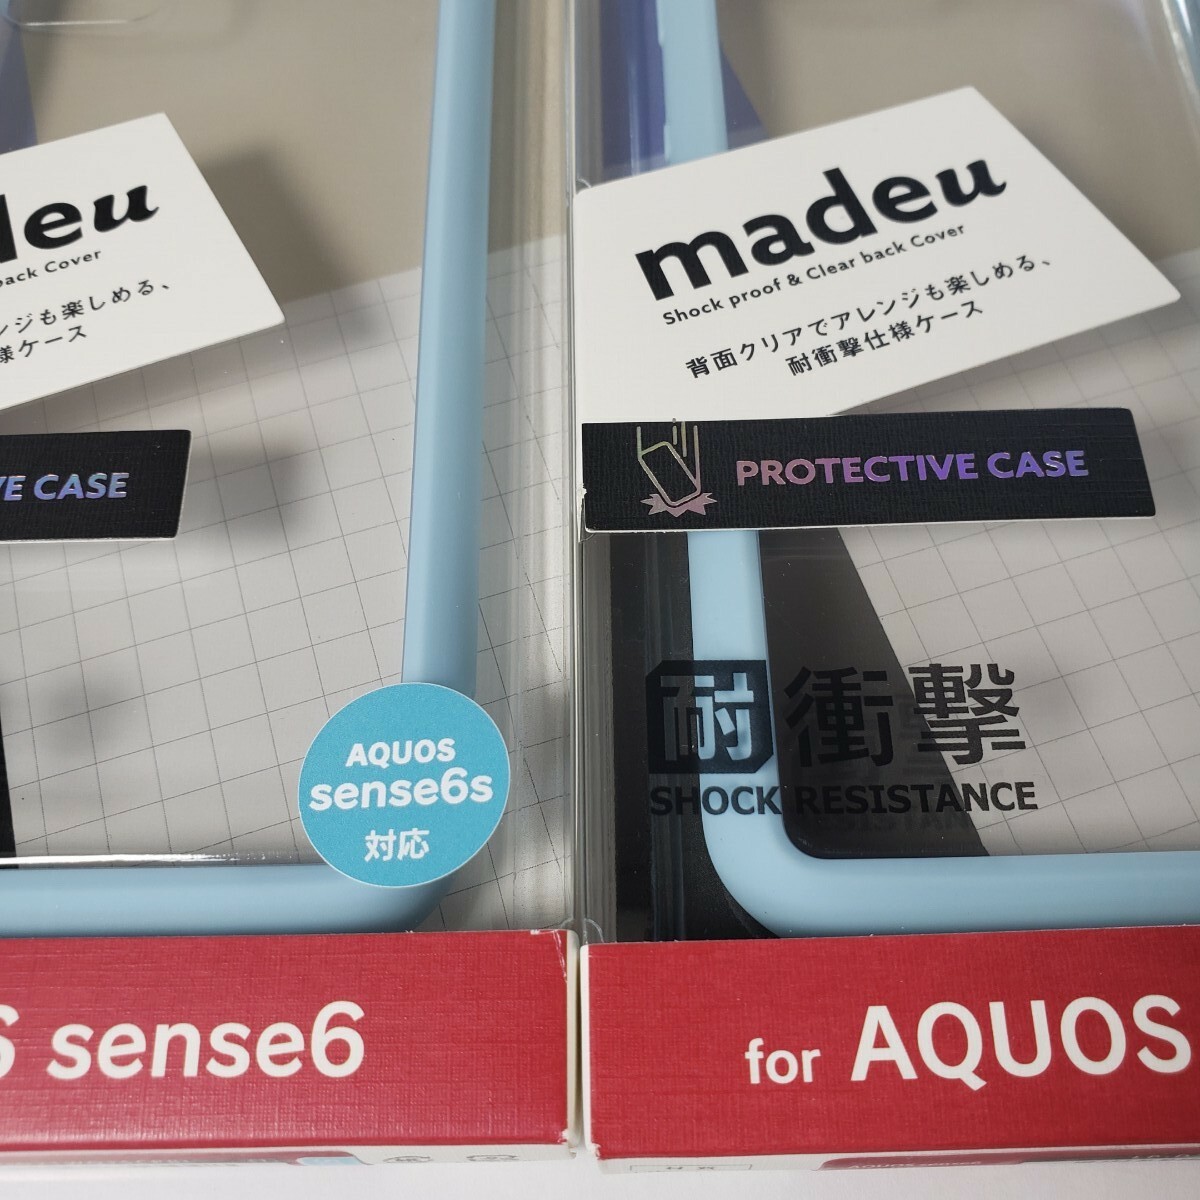 deu
back Cover
ンジも楽しめる、
様ケース
VE CASE
AQUOS
sense6s
対応
S sense6
madeu
Shock proof & Clear back Cover
背面クリアでアレンジも楽しめる、
耐衝撃仕様ケース
PROTECTIVE CASE
耐衝撃
SHOCK RESISTANCE
for AQUOS
AQUOS sense6